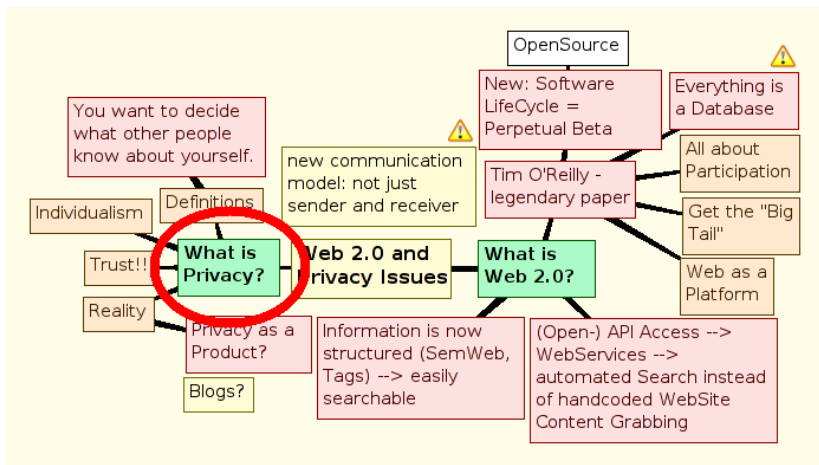 OpenSource
New: Software
LifeCycle =
Perpetual Beta
Everything is
a Database
You want to decide
what other people
know about yourself.
new communication
model: not just
sender and receiver
All about
Participation
Tim O'Reilly -
legendary paper
Definitions
Individualism
Get the "Big
Tail"
What is
Privacy?
Web 2.0 and
Privacy Issues
What is
Web 2.0?
Trust!!
Web as a
Platform
Reality
Privacy as a
Product?
Information is now
structured (SemWeb,
Tags) --> easily
searchable
(Open-) API Access -->
WebServices -->
automated Search instead
of handcoded WebSite
Content Grabbing
Blogs?